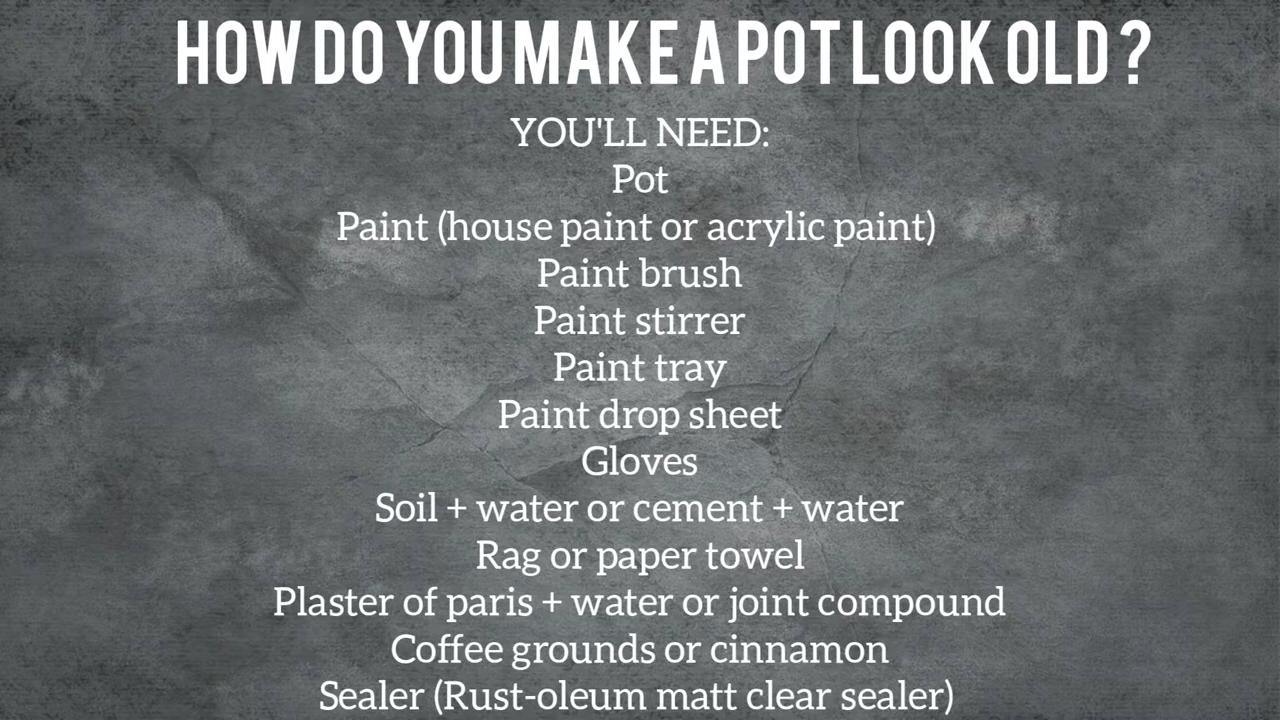 HOW DO YOU MAKE A POT LOOK OLD ?
YOU'LL NEED:
Pot
Paint (house paint or acrylic paint)
Paint brush
Paint stirrer
Paint tray
Paint drop sheet
Gloves
Soil + water or cement + water
Rag or paper towel
Plaster of paris + water or joint compound
Coffee grounds or cinnamon
Sealer (Rust-oleum matt clear sealer)